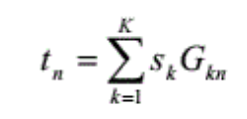 t_n = \sum_{k=1}^{K} s_k G_{kn}